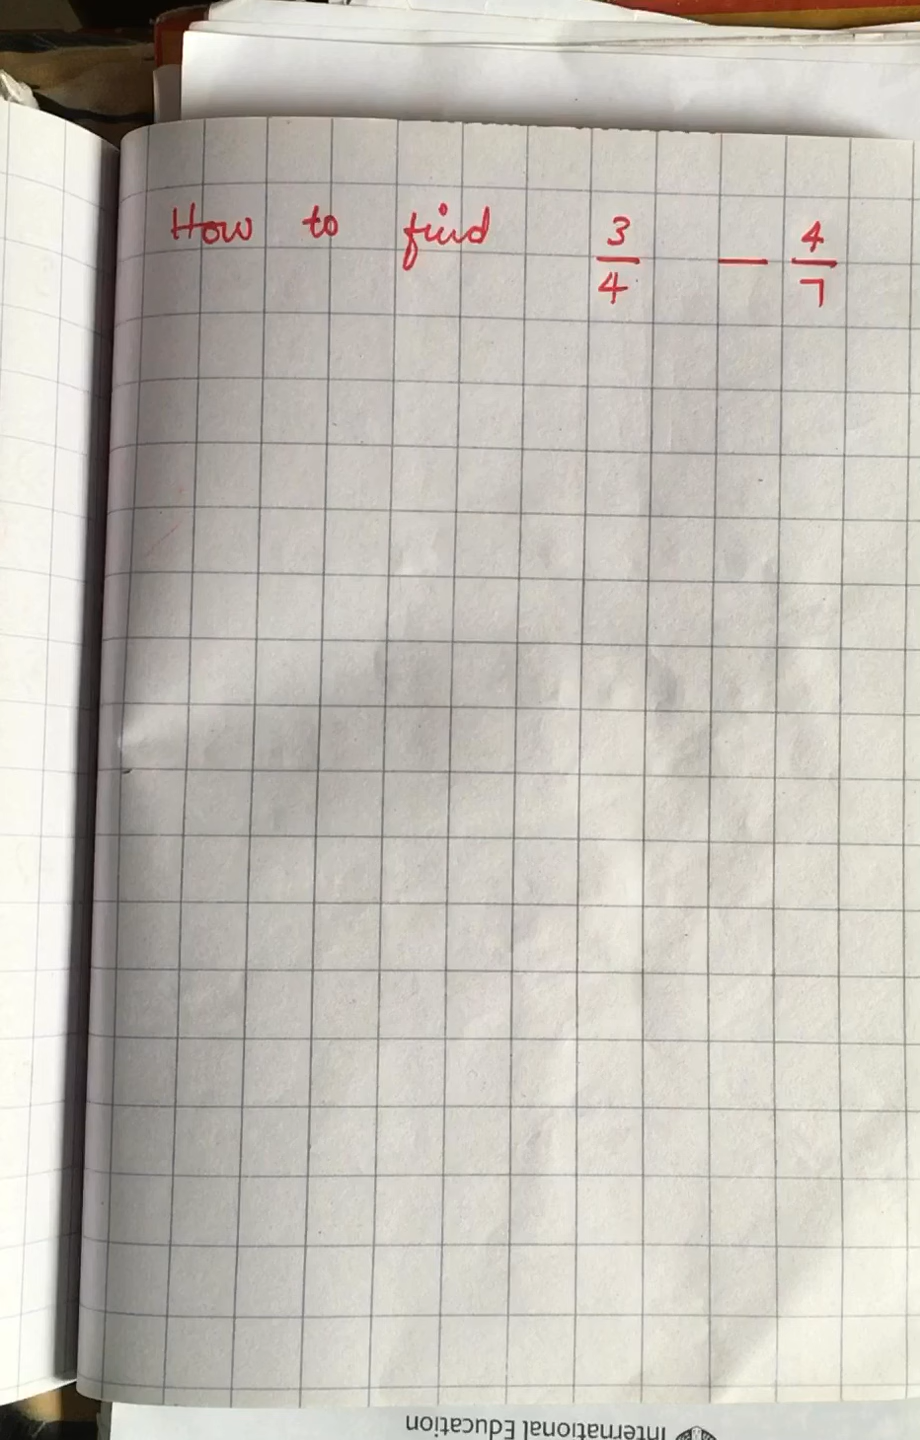 How to find 3/4 — 4/7
International Education